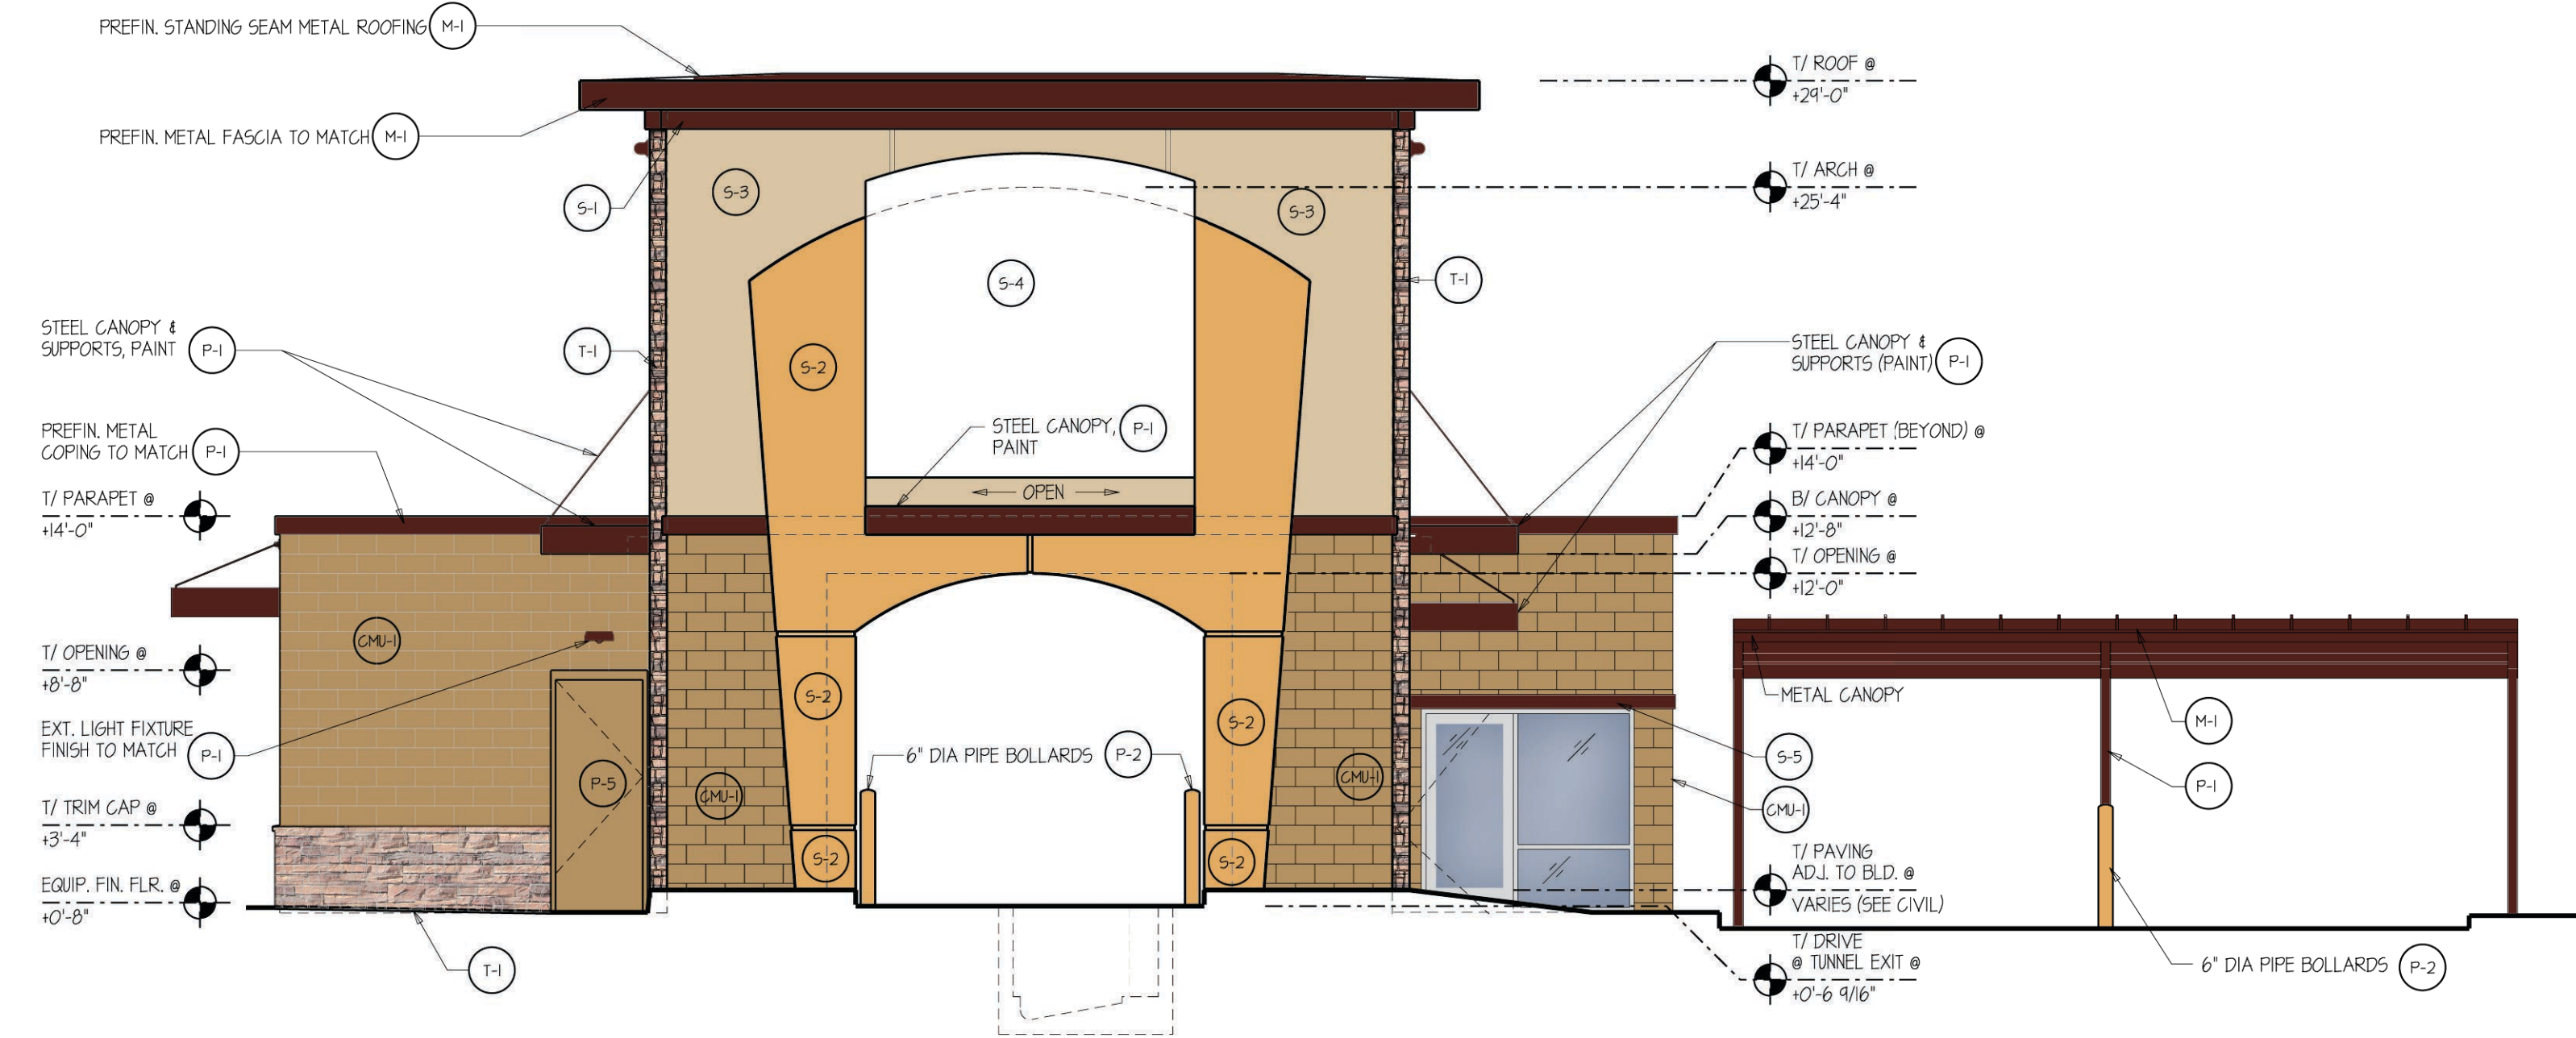 PREFIN. STANDING SEAM METAL ROOFING M-1
PREFIN. METAL FASCIA TO MATCH M-1
S-1
S-3
S-3
S-4
T-1
T-1
S-2
STEEL CANOPY &
SUPPORTS, PAINT P-1
PREFIN. METAL
COPING TO MATCH P-1
T/ PARAPET @
+14'-0"
STEEL CANOPY, P-1
PAINT
OPEN
CMU-1
T/ OPENING @
+8'-8"
EXT. LIGHT FIXTURE
FINISH TO MATCH P-1
T/ TRIM CAP @
+3'-4"
EQUIP. FIN. FLR. @
+0'-8"
P-5
CMU-1
T-1
S-2
S-2
6" DIA PIPE BOLLARDS P-2
S-2
S-2
CMU-1
T/ ROOF @
+29'-0"
T/ ARCH @
+25'-4"
STEEL CANOPY &
SUPPORTS (PAINT) P-1
T/ PARAPET (BEYOND) @
+14'-0"
B/ CANOPY @
+12'-8"
T/ OPENING @
+12'-0"
METAL CANOPY
M-1
S-5
P-1
CMU-1
T/ PAVING
ADJ. TO BLD. @
VARIES (SEE CIVIL)
T/ DRIVE
@ TUNNEL EXIT @
+0'-6 9/16"
6" DIA PIPE BOLLARDS P-2